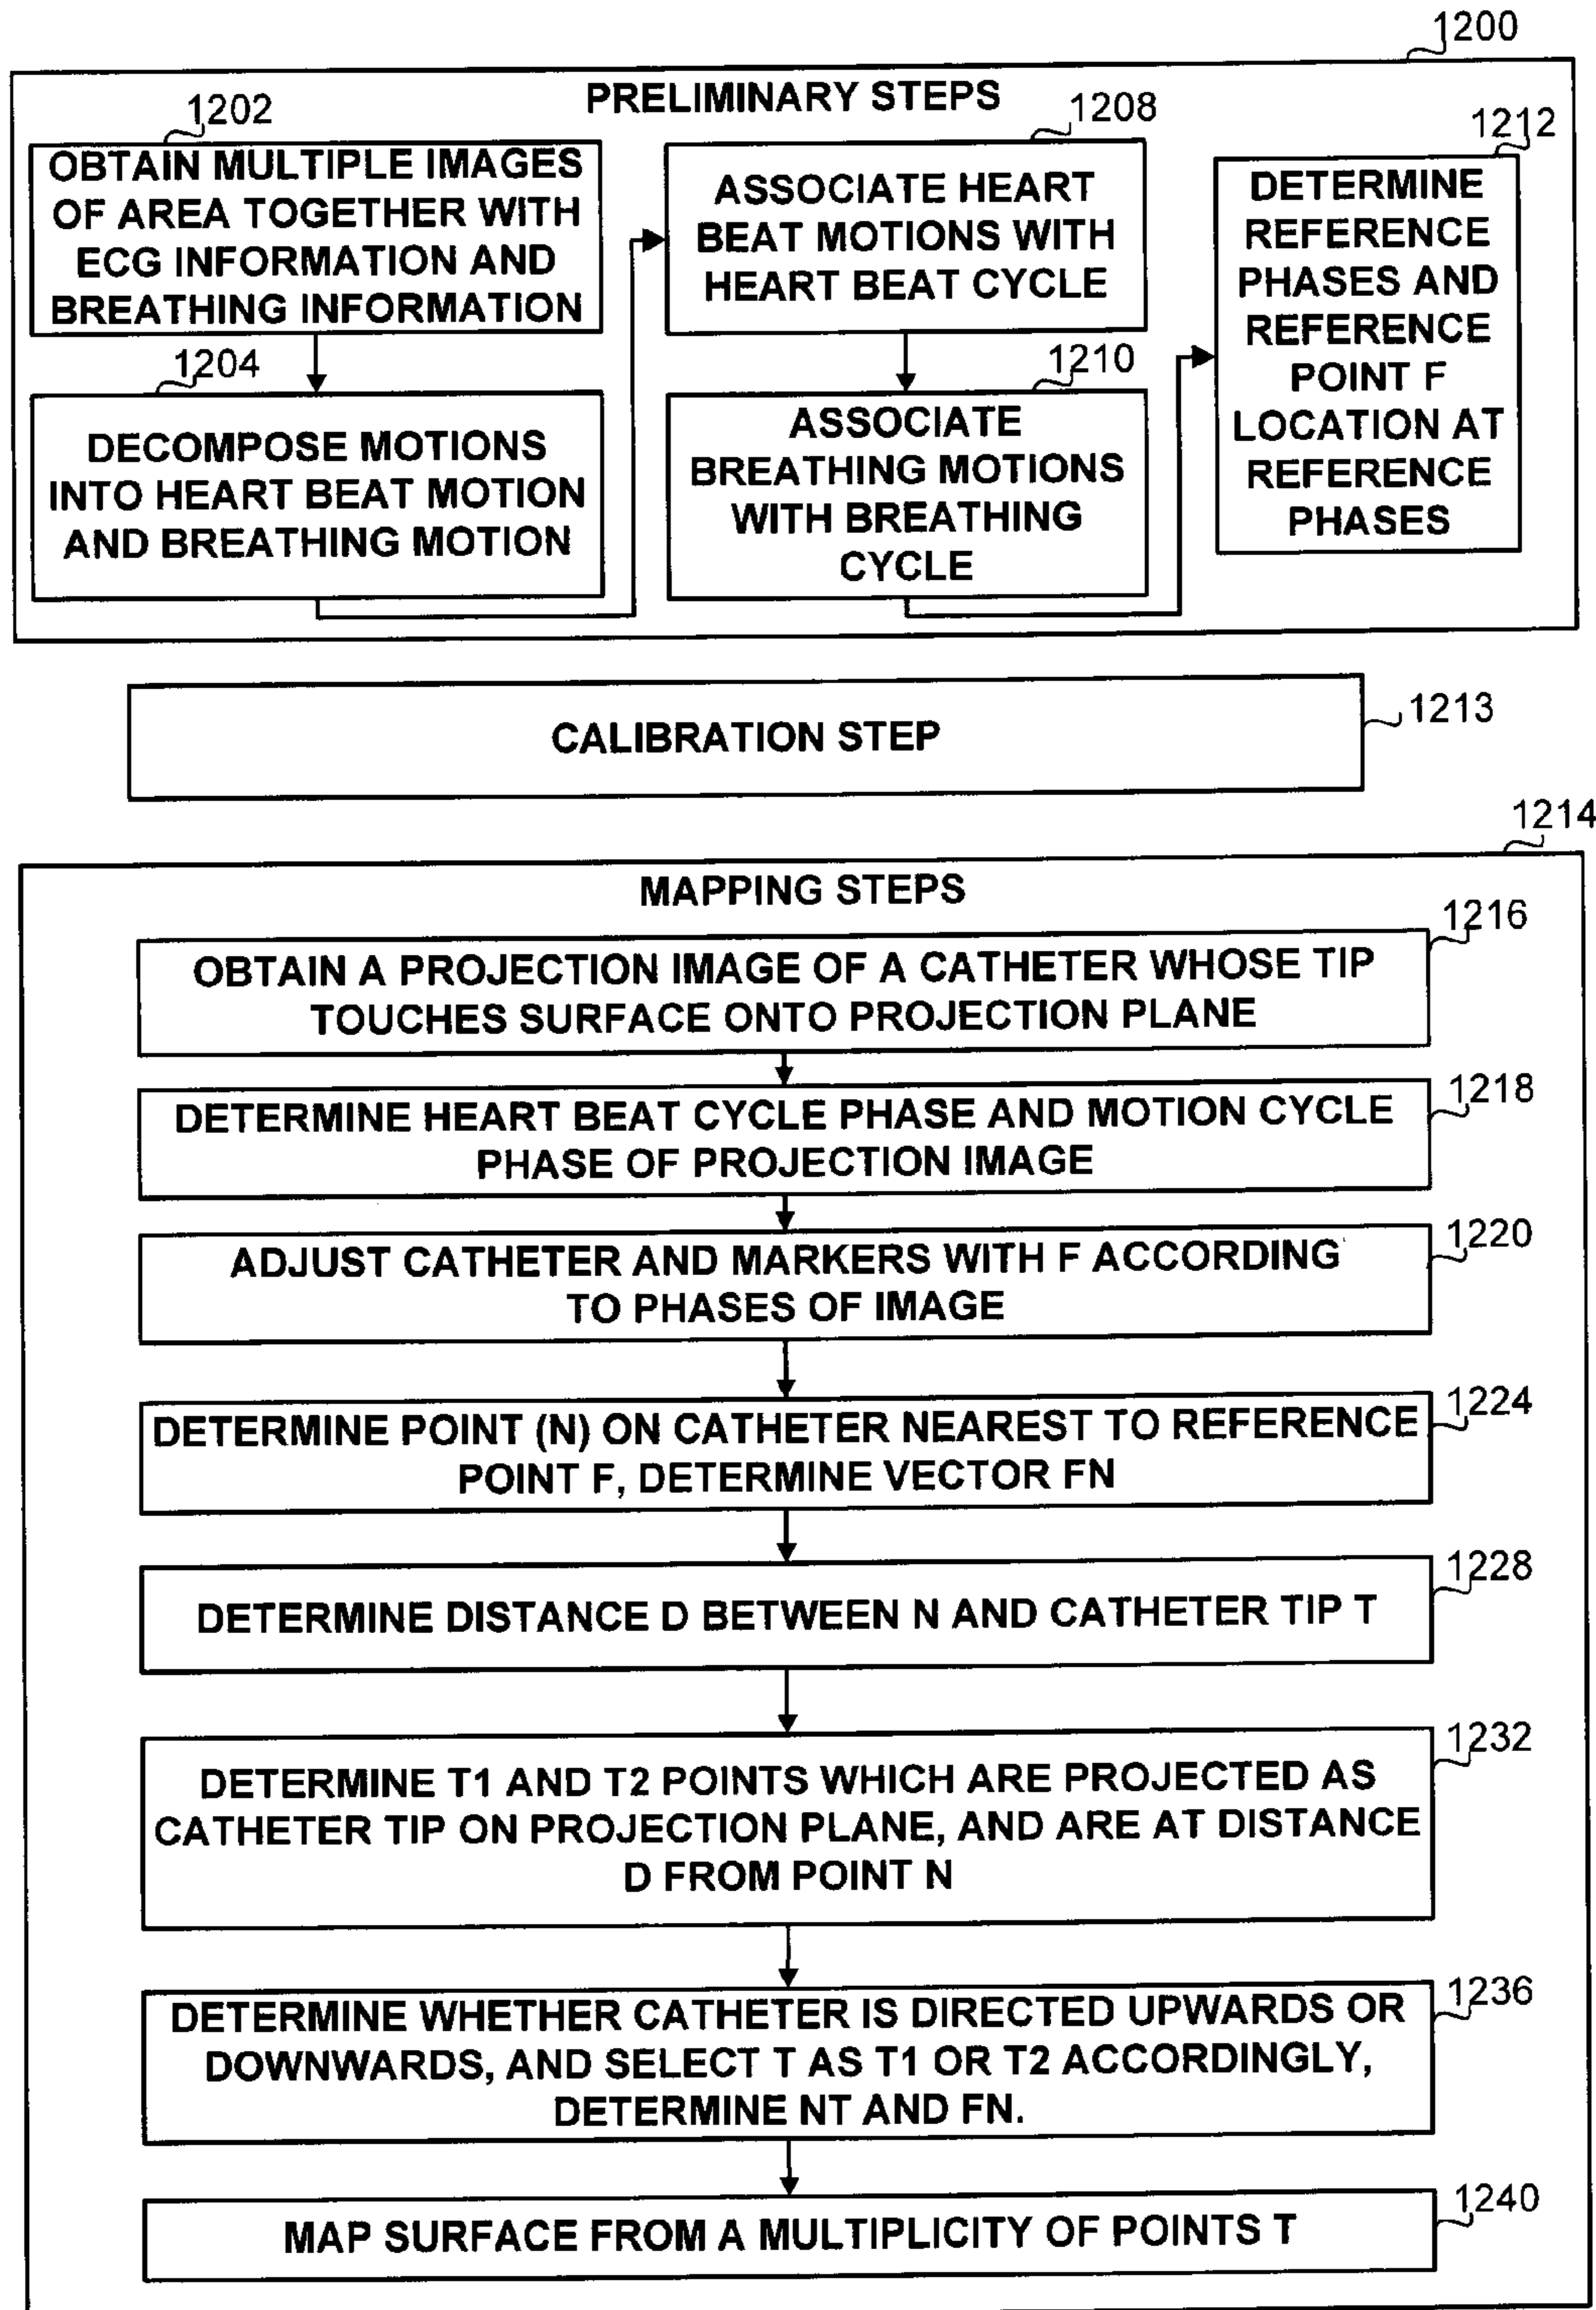 1200
PRELIMINARY STEPS
1202
OBTAIN MULTIPLE IMAGES
OF AREA TOGETHER WITH
ECG INFORMATION AND
BREATHING INFORMATION
1204
DECOMPOSE MOTIONS
INTO HEART BEAT MOTION
AND BREATHING MOTION
1208
ASSOCIATE HEART
BEAT MOTIONS WITH
HEART BEAT CYCLE
1210
ASSOCIATE
BREATHING MOTIONS
WITH BREATHING
CYCLE
1212
DETERMINE
REFERENCE
PHASES AND
REFERENCE
POINT F
LOCATION AT
REFERENCE
PHASES
CALIBRATION STEP
1213
1214
MAPPING STEPS
1216
OBTAIN A PROJECTION IMAGE OF A CATHETER WHOSE TIP
TOUCHES SURFACE ONTO PROJECTION PLANE
1218
DETERMINE HEART BEAT CYCLE PHASE AND MOTION CYCLE
PHASE OF PROJECTION IMAGE
1220
ADJUST CATHETER AND MARKERS WITH F ACCORDING
TO PHASES OF IMAGE
1224
DETERMINE POINT (N) ON CATHETER NEAREST TO REFERENCE
POINT F, DETERMINE VECTOR FN
1228
DETERMINE DISTANCE D BETWEEN N AND CATHETER TIP T
1232
DETERMINE T1 AND T2 POINTS WHICH ARE PROJECTED AS
CATHETER TIP ON PROJECTION PLANE, AND ARE AT DISTANCE
D FROM POINT N
1236
DETERMINE WHETHER CATHETER IS DIRECTED UPWARDS OR
DOWNWARDS, AND SELECT T AS T1 OR T2 ACCORDINGLY,
DETERMINE NT AND FN.
1240
MAP SURFACE FROM A MULTIPLICITY OF POINTS T